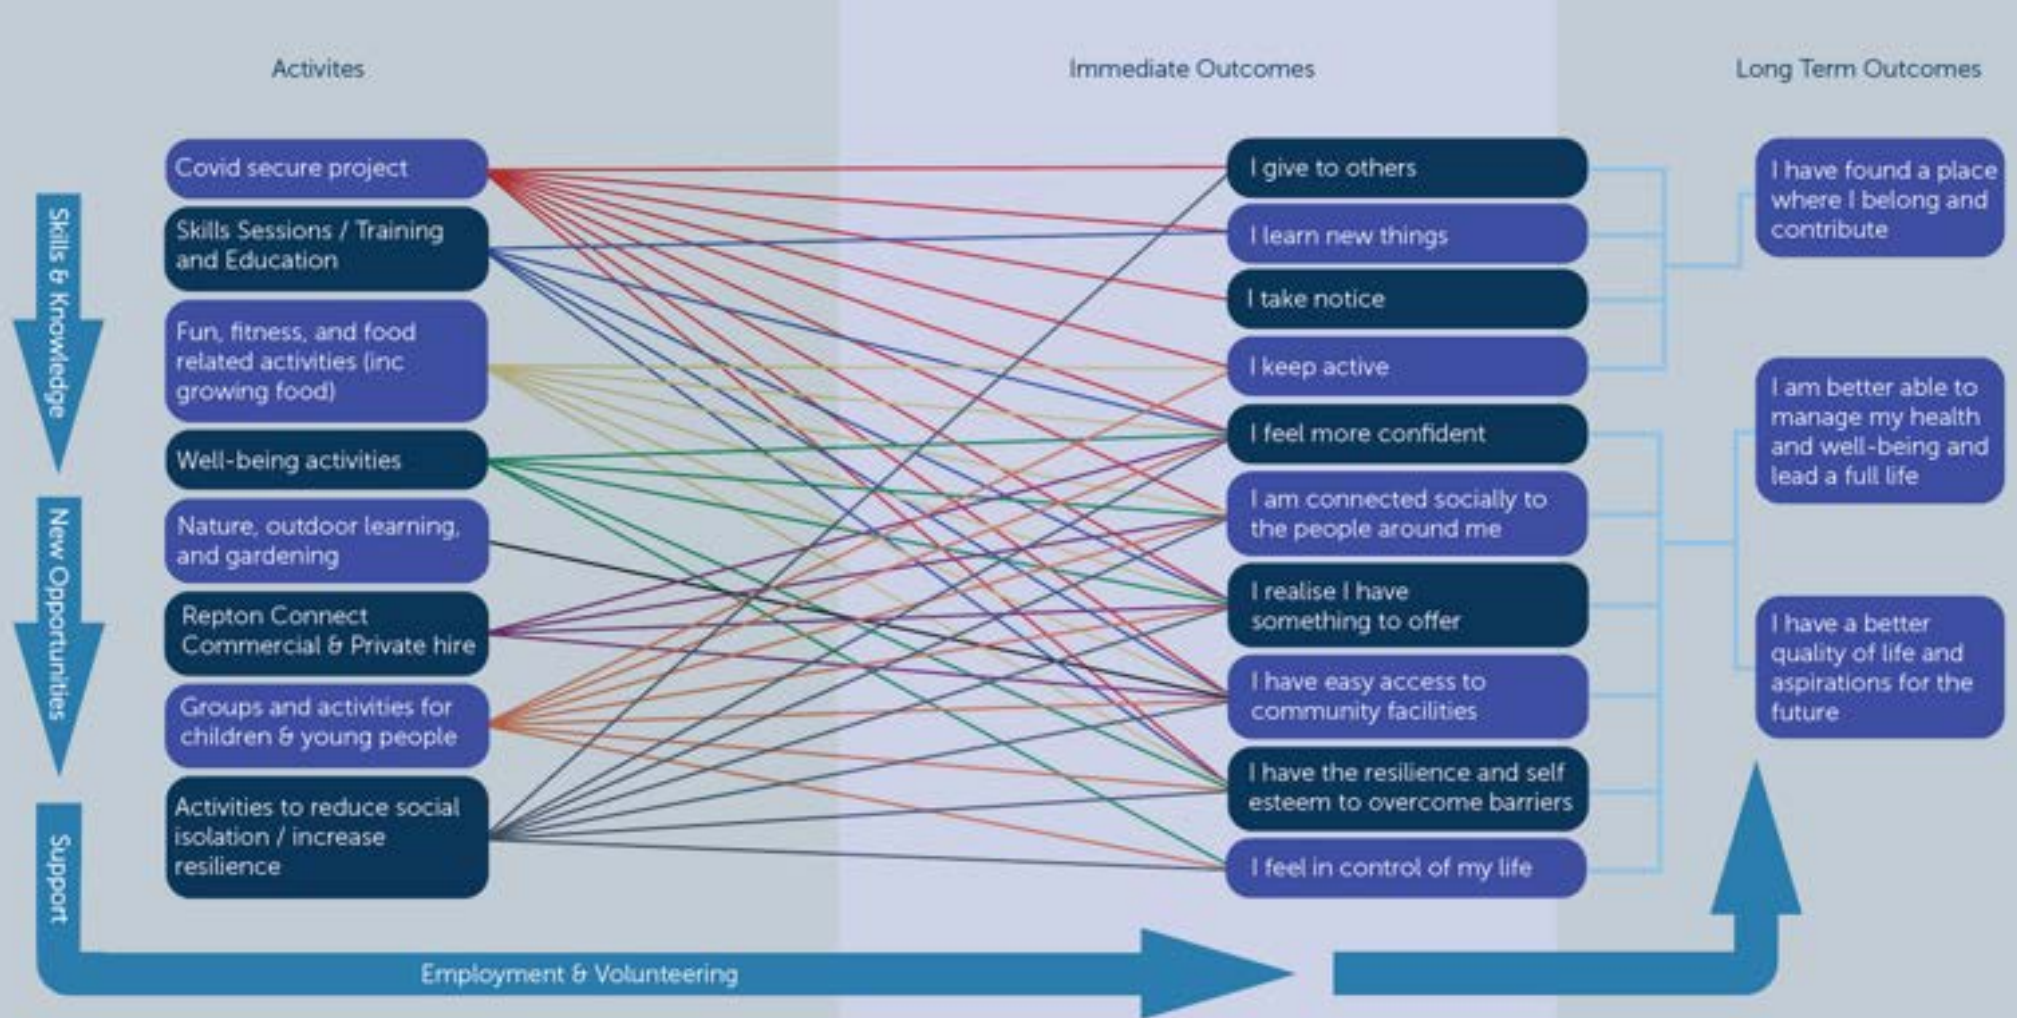 Activites
Immediate Outcomes
Long Term Outcomes
Skills & Knowledge
New Opportunities
Support
Covid secure project
Skills Sessions / Training
and Education
Fun, fitness, and food
related activities (inc
growing food)
Well-being activities
Nature, outdoor learning,
and gardening
Repton Connect
Commercial & Private hire
Groups and activities for
children & young people
Activities to reduce social
isolation / increase
resilience
I give to others
I learn new things
I take notice
I keep active
I feel more confident
I am connected socially to
the people around me
I realise I have
something to offer
I have easy access to
community facilities
I have the resilience and self
esteem to overcome barriers
I feel in control of my life
I have found a place
where I belong and
contribute
I am better able to
manage my health
and well-being and
lead a full life
I have a better
quality of life and
aspirations for the
future
Employment & Volunteering